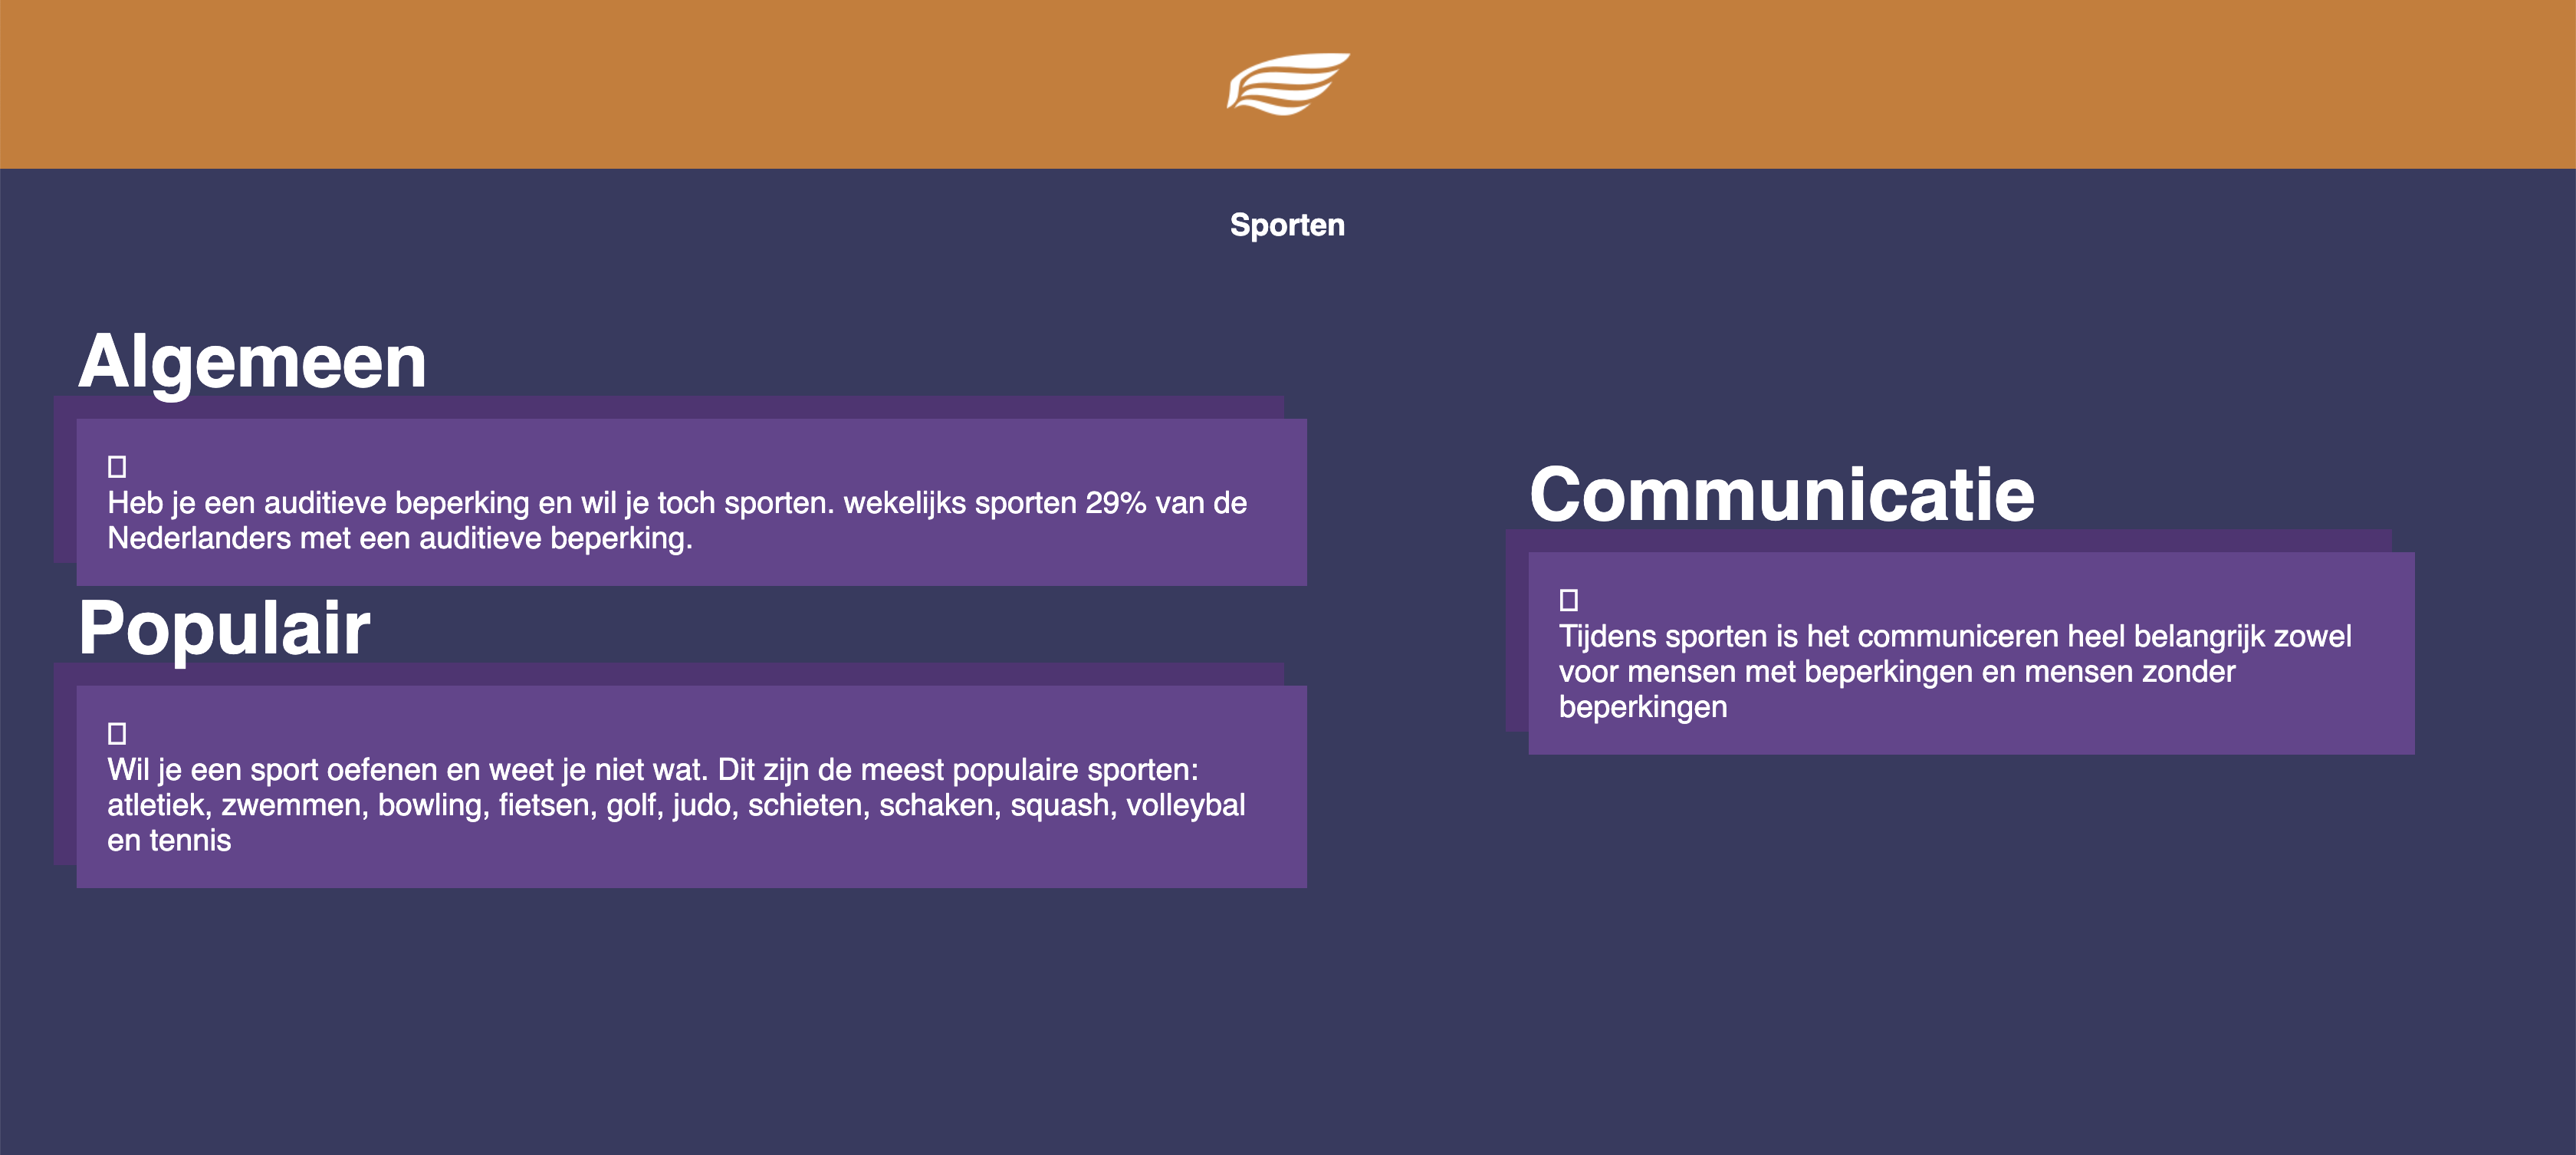 Sporten
Algemeen
Heb je een auditieve beperking en wil je toch sporten. wekelijks sporten 29% van de
Nederlanders met een auditieve beperking.
Populair
Wil je een sport oefenen en weet je niet wat. Dit zijn de meest populaire sporten:
atletiek, zwemmen, bowling, fietsen, golf, judo, schieten, schaken, squash, volleybal
en tennis
Communicatie
Tijdens sporten is het communiceren heel belangrijk zowel
voor mensen met beperkingen en mensen zonder
beperkingen